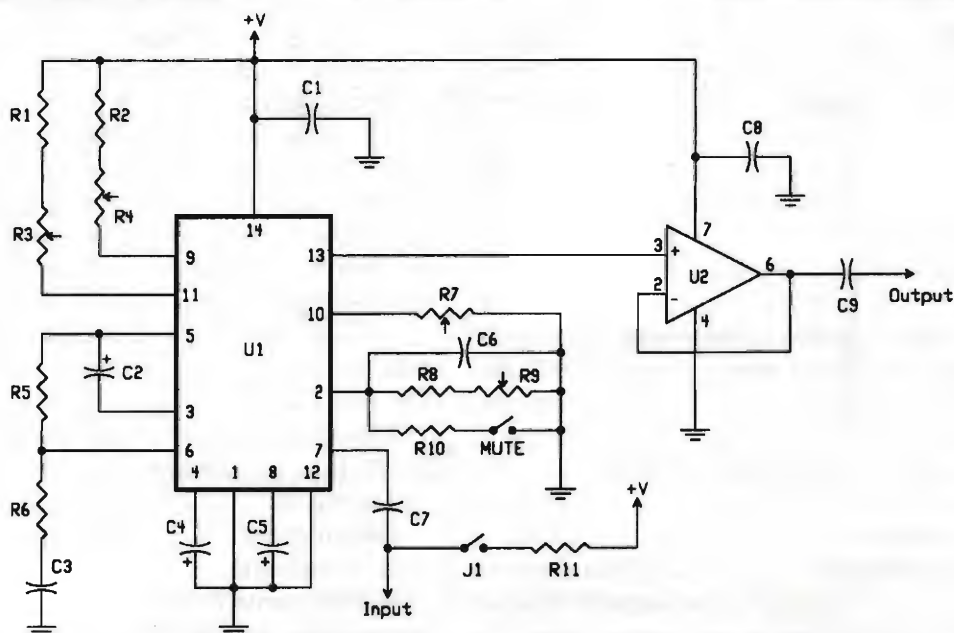 +V
R1
R2
C1
C8
R3
R4
14
9
13
3
+
7
U2
6
2
-
4
C9
Output
11
10
R7
5
U1
C6
+
C2
R5
2
R8
R9
3
6
7
R10
MUTE
4
1
8
12
R6
C4
+
C5
+
C7
+V
C3
J1
R11
Input